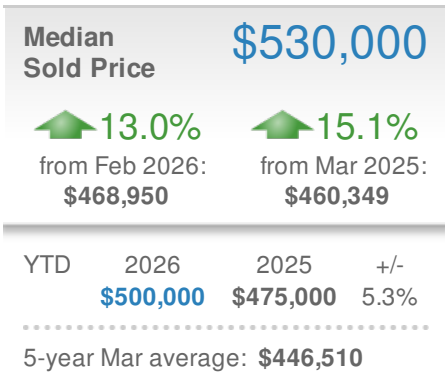 Median
Sold Price
$530,000
13.0%
from Feb 2026:
$468,950
15.1%
from Mar 2025:
$460,349
YTD 2026 2025 +/-
$500,000 $475,000 5.3%
5-year Mar average: $446,510